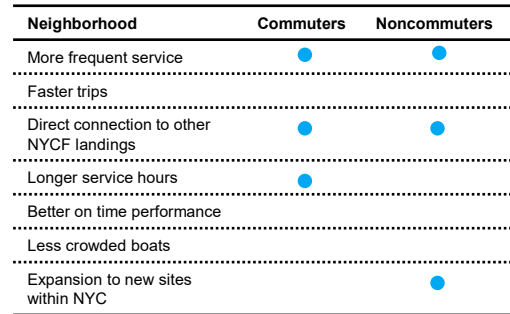 Neighborhood Commuters Noncommuters
More frequent service
Faster trips
Direct connection to other
NYCF landings
Longer service hours
Better on time performance
Less crowded boats
Expansion to new sites
within NYC